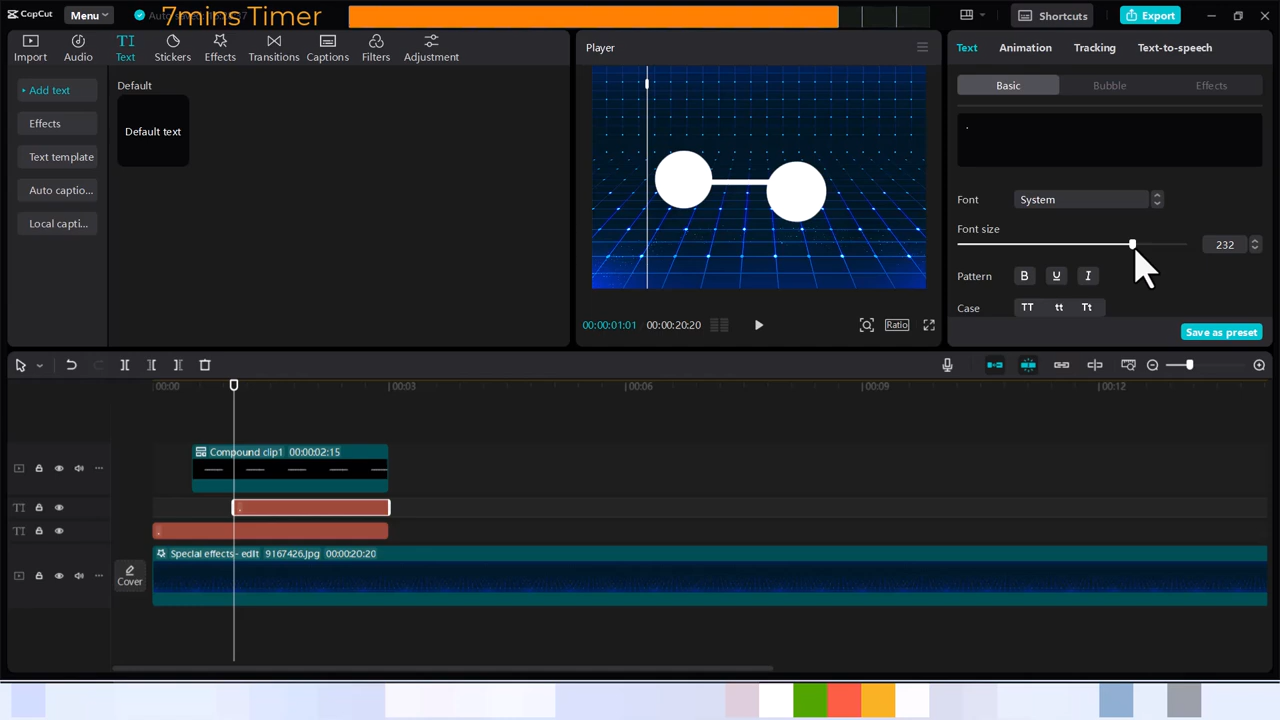 CapCut
Menu
7mins Timer
Shortcuts
Export
Import
Audio
Text
Stickers
Effects
Transitions
Captions
Filters
Adjustment
Add text
Effects
Text template
Auto captio...
Local capti...
Default
Default text
Player
00:00:01:01
00:00:20:20
Ratio
Text
Animation
Tracking
Text-to-speech
Basic
Bubble
Effects
.
Font
System
Font size
232
Pattern
B
U
I
Case
TT
tt
Tt
Save as preset
00:00
00:03
00:06
00:09
00:12
Compound clip1 00:00:02:15
Cover
Special effects- edit 9167426.jpg 00:00:20:20